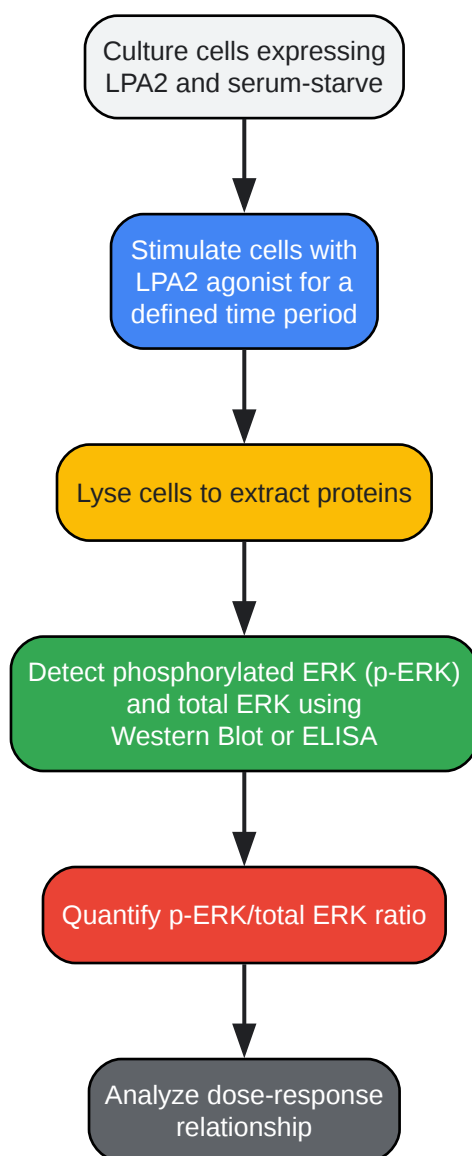 Culture cells expressing
LPA2 and serum-starve
Stimulate cells with
LPA2 agonist for a
defined time period
Lyse cells to extract proteins
Detect phosphorylated ERK (p-ERK)
and total ERK using
Western Blot or ELISA
Quantify p-ERK/total ERK ratio
Analyze dose-response
relationship